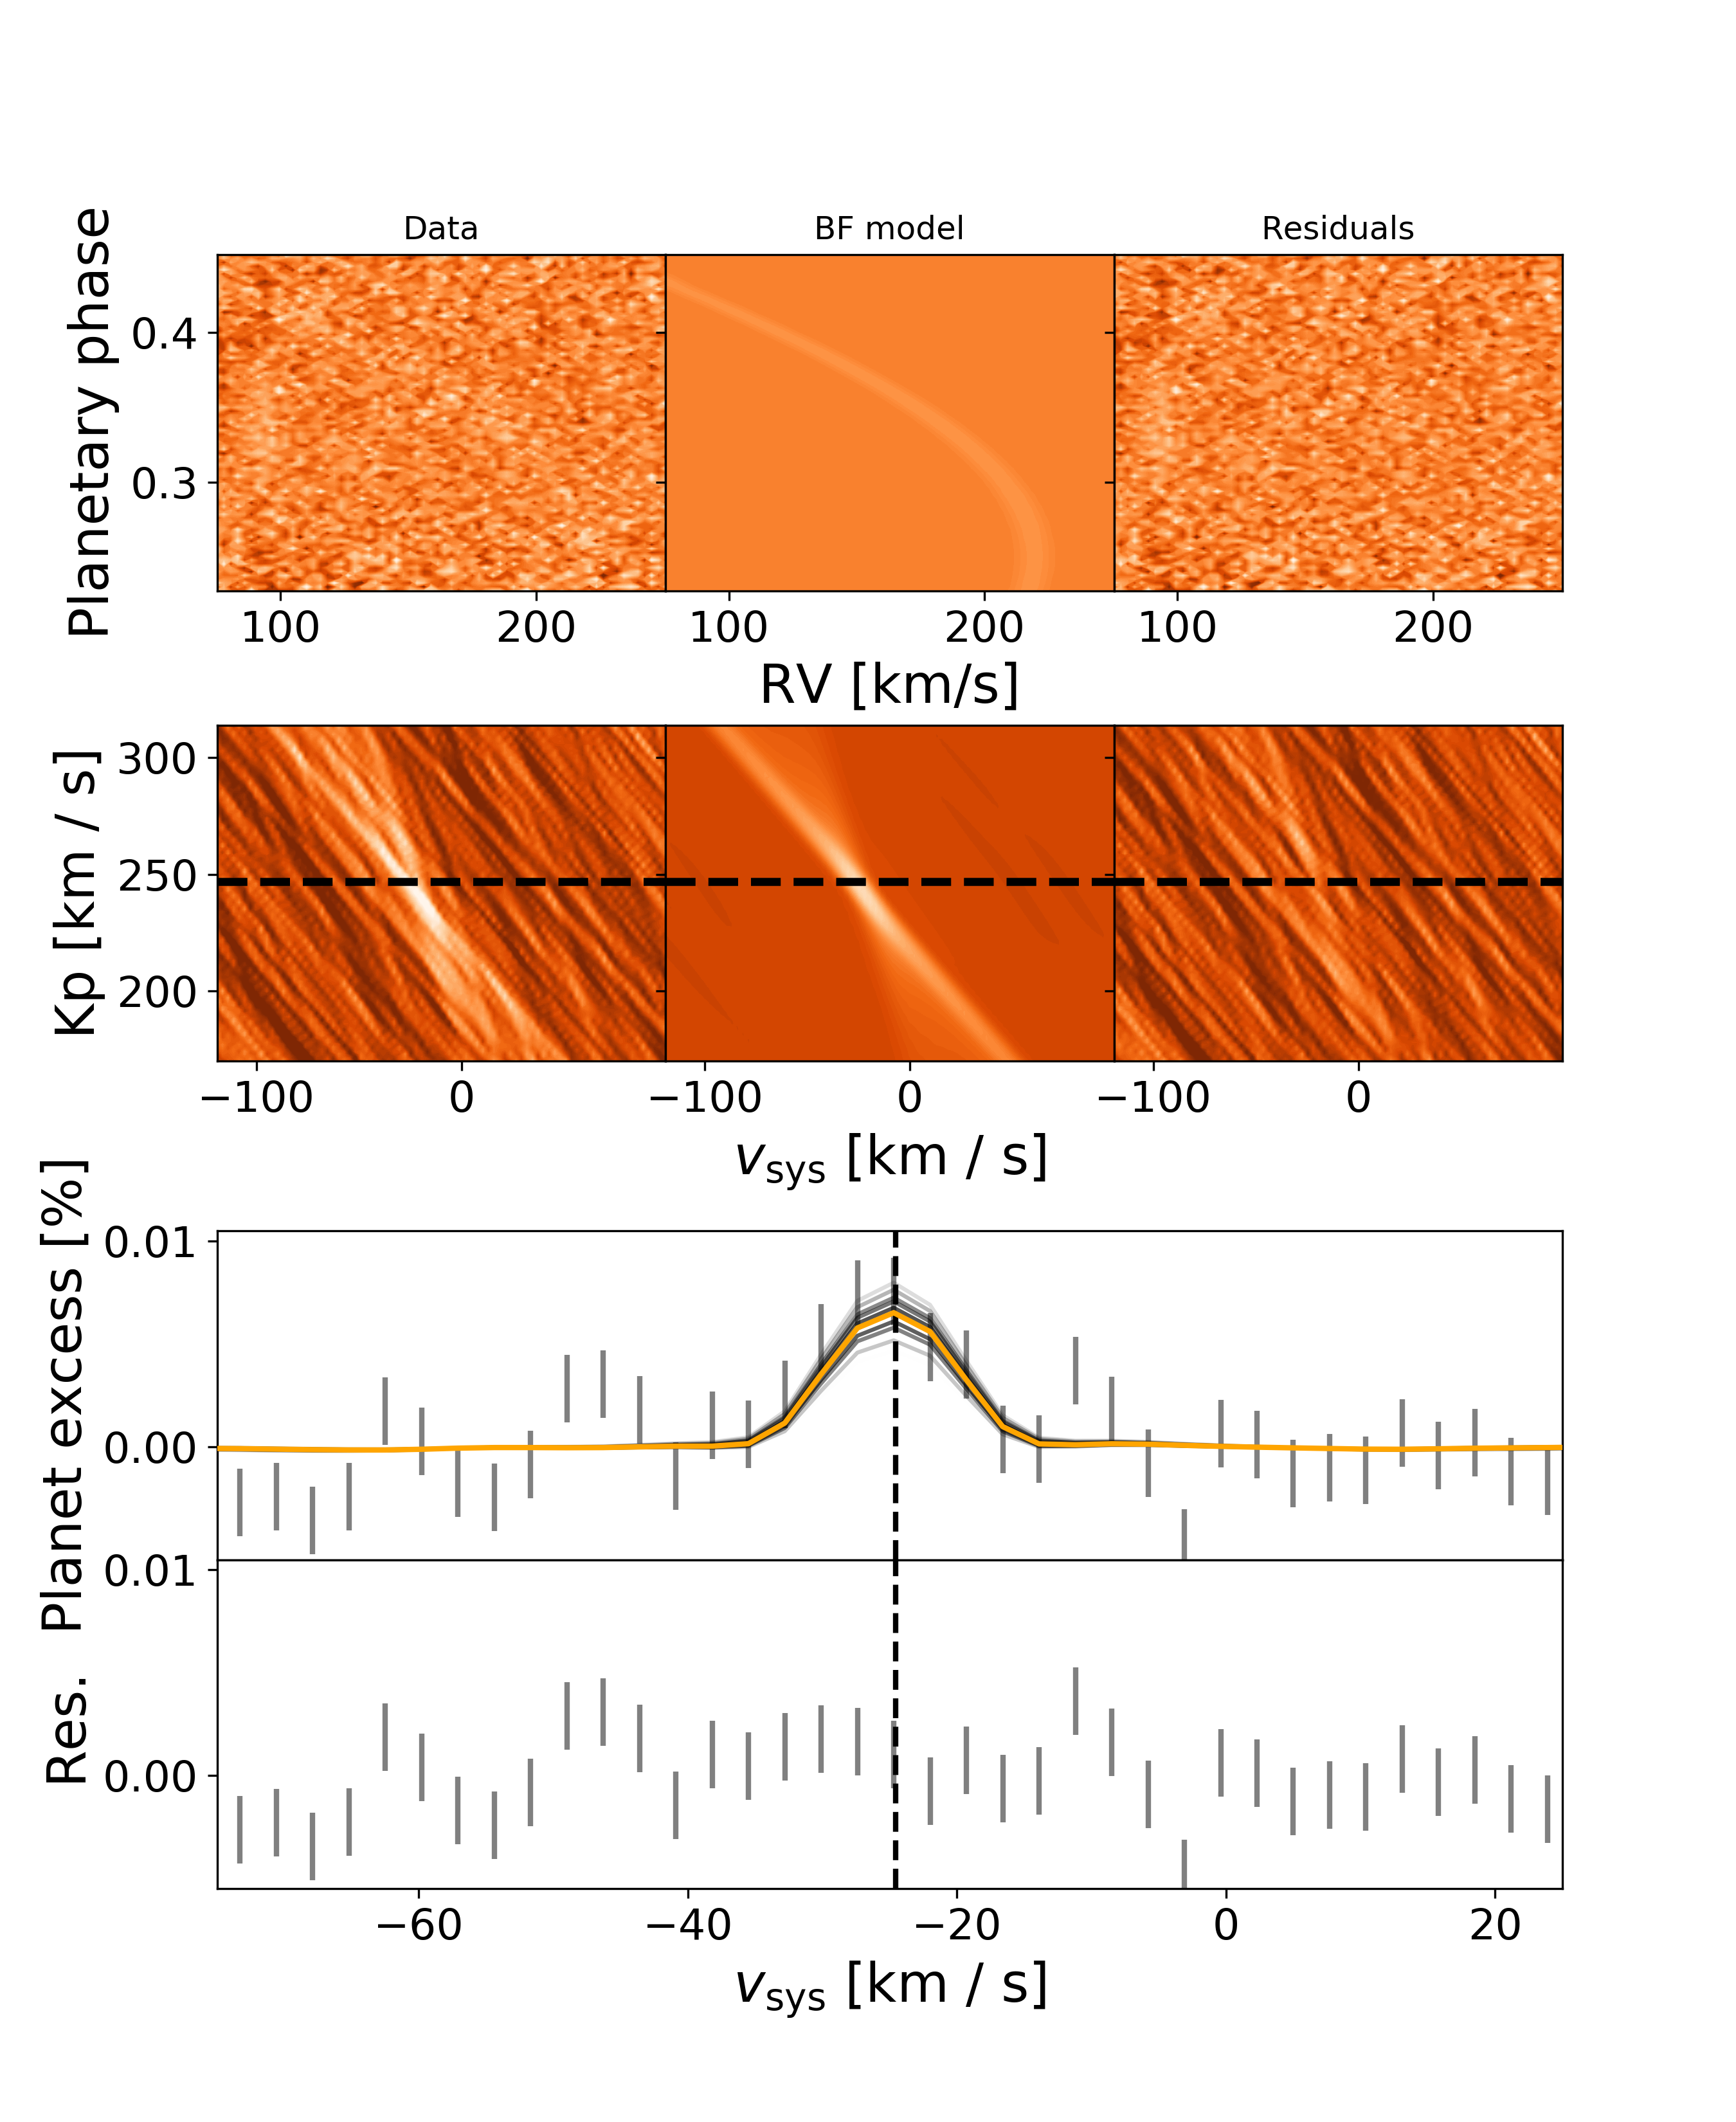 Data BF model Residuals
Planetary phase
0.4
0.3
100 200 100 200 100 200
RV [km/s]
Kp [km / s]
300
250
200
−100 0 −100 0 −100 0
v_sys [km / s]
Planet excess [%]
0.01
0.00
Res.
0.01
0.00
−60 −40 −20 0 20
v_sys [km / s]